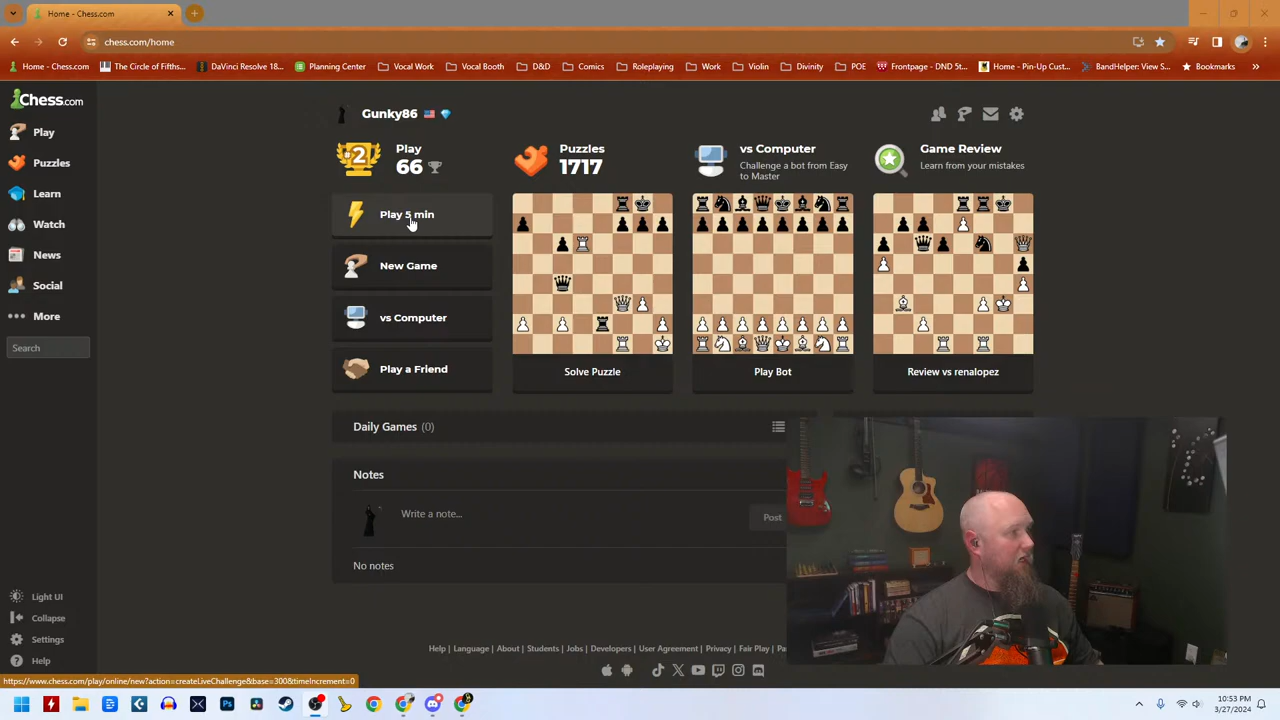 Home - Chess.com
chess.com/home
Home - Chess.com
The Circle of Fifths...
DaVinci Resolve 18...
Planning Center
Vocal Work
Vocal Booth
D&D
Comics
Roleplaying
Work
Violin
Divinity
POE
Frontpage - DND 5t...
Home - Pin-Up Cust...
BandHelper: View S...
Bookmarks
Chess.com
Play
Puzzles
Learn
Watch
News
Social
More
Search
Light UI
Collapse
Settings
Help
Gunky86
#2
Play
66
Play 5 min
New Game
vs Computer
Play a Friend
Puzzles
1717
Solve Puzzle
vs Computer
Challenge a bot from Easy
to Master
Play Bot
Game Review
Learn from your mistakes
Review vs renalopez
Daily Games (0)
Notes
Write a note...
Post
No notes
Help | Language | About | Students | Jobs | Developers | User Agreement | Privacy | Fair Play | Pa
https://www.chess.com/play/online/new?action=createLiveChallenge&base=300&timeIncrement=0
10:53 PM
3/27/2024